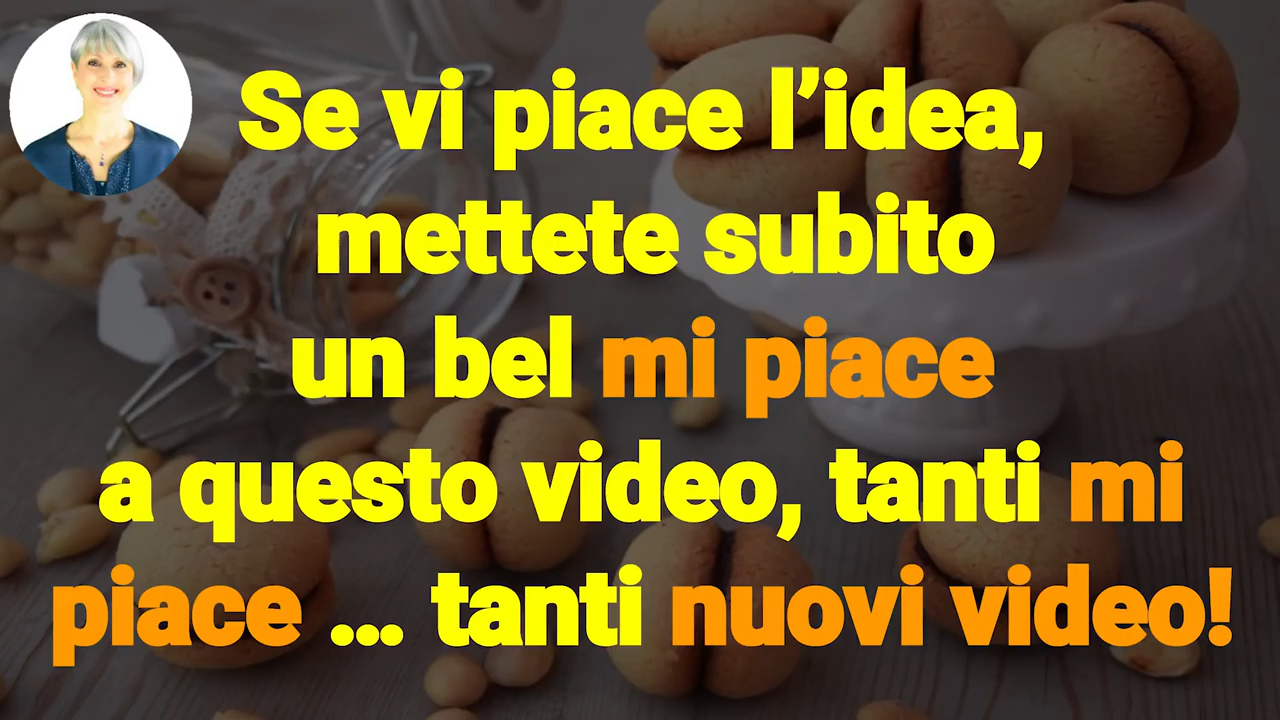 Se vi piace l’idea,
mettete subito
un bel mi piace
a questo video, tanti mi
piace ... tanti nuovi video!